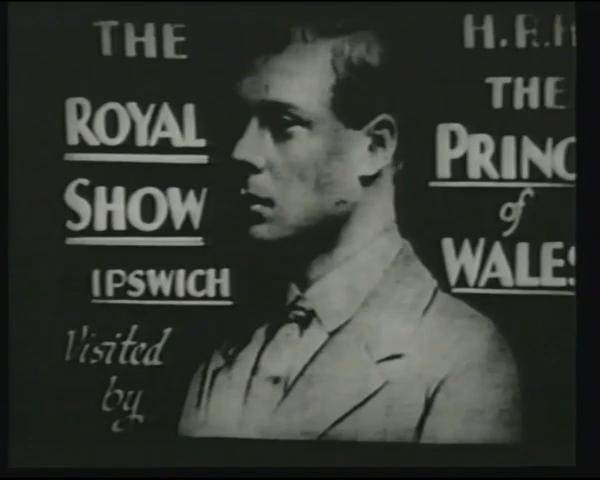 THE
ROYAL
SHOW
IPSWICH
Visited
by
H.R.H
THE
PRINC
of
WALES